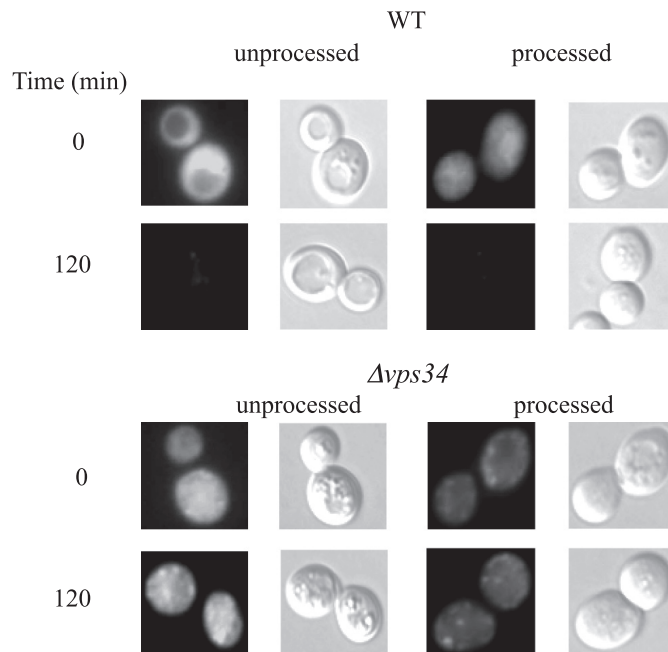 WT
unprocessed processed
Time (min)
0
120
Δvps34
unprocessed processed
0
120